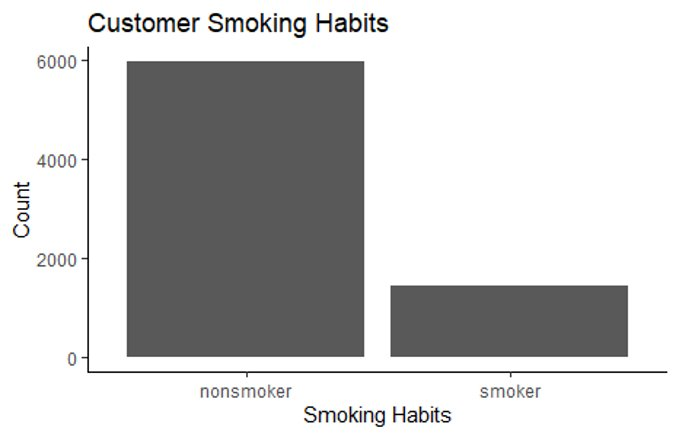 Customer Smoking Habits
6000
4000
2000
0
Count
nonsmoker smoker
Smoking Habits